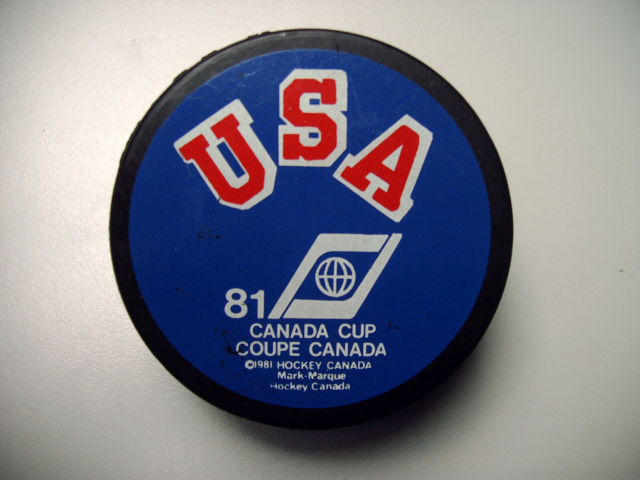 USA
81
CANADA CUP
COUPE CANADA
©1981 HOCKEY CANADA
Mark-Marque
Hockey Canada